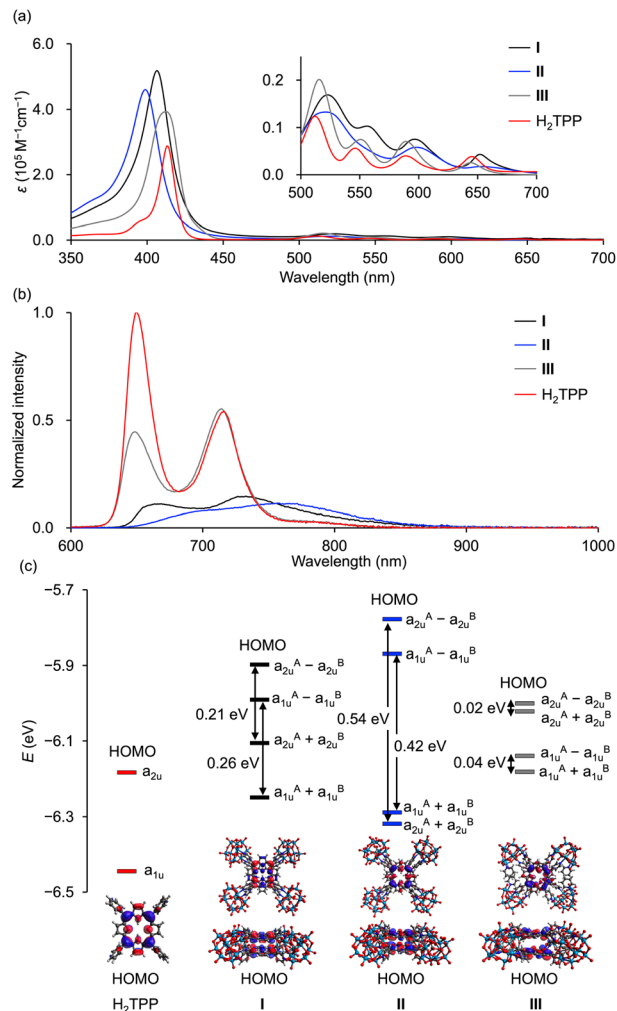 (a)
6.0
4.0
2.0
0.0
ε (10⁵ M⁻¹cm⁻¹)
350 400 450 500 550 600 650 700
Wavelength (nm)
0.2
0.1
0.0
500 550 600 650 700
I
II
III
H₂TPP
(b)
1.0
0.5
0.0
Normalized intensity
600 700 800 900 1000
Wavelength (nm)
I
II
III
H₂TPP
(c)
−5.7
−5.9
−6.1
−6.3
−6.5
E (eV)
HOMO
a₂ᵤ
a₁ᵤ
HOMO
H₂TPP
HOMO
a₂ᵤᴬ − a₂ᵤᴮ
a₁ᵤᴬ − a₁ᵤᴮ
0.21 eV
a₂ᵤᴬ + a₂ᵤᴮ
0.26 eV
a₁ᵤᴬ + a₁ᵤᴮ
HOMO
I
HOMO
a₂ᵤᴬ − a₂ᵤᴮ
a₁ᵤᴬ − a₁ᵤᴮ
0.54 eV
0.42 eV
a₁ᵤᴬ + a₁ᵤᴮ
a₂ᵤᴬ + a₂ᵤᴮ
HOMO
II
HOMO
a₂ᵤᴬ − a₂ᵤᴮ
0.02 eV
a₂ᵤᴬ + a₂ᵤᴮ
a₁ᵤᴬ − a₁ᵤᴮ
0.04 eV
a₁ᵤᴬ + a₁ᵤᴮ
HOMO
III